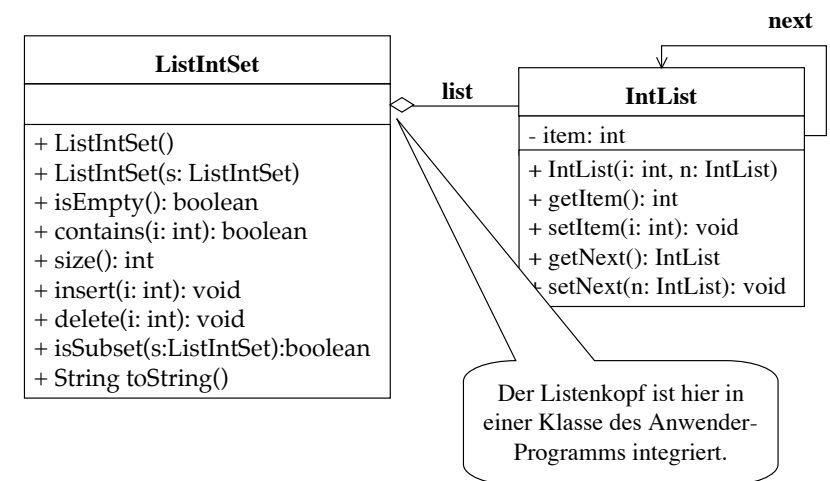 next
ListIntSet
+ ListIntSet()
+ ListIntSet(s: ListIntSet)
+ isEmpty(): boolean
+ contains(i: int): boolean
+ size(): int
+ insert(i: int): void
+ delete(i: int): void
+ isSubset(s:ListIntSet):boolean
+ String toString()
list
IntList
- item: int
+ IntList(i: int, n: IntList)
+ getItem(): int
+ setItem(i: int): void
+ getNext(): IntList
+ setNext(n: IntList): void
Der Listenkopf ist hier in
einer Klasse des Anwender-
Programms integriert.